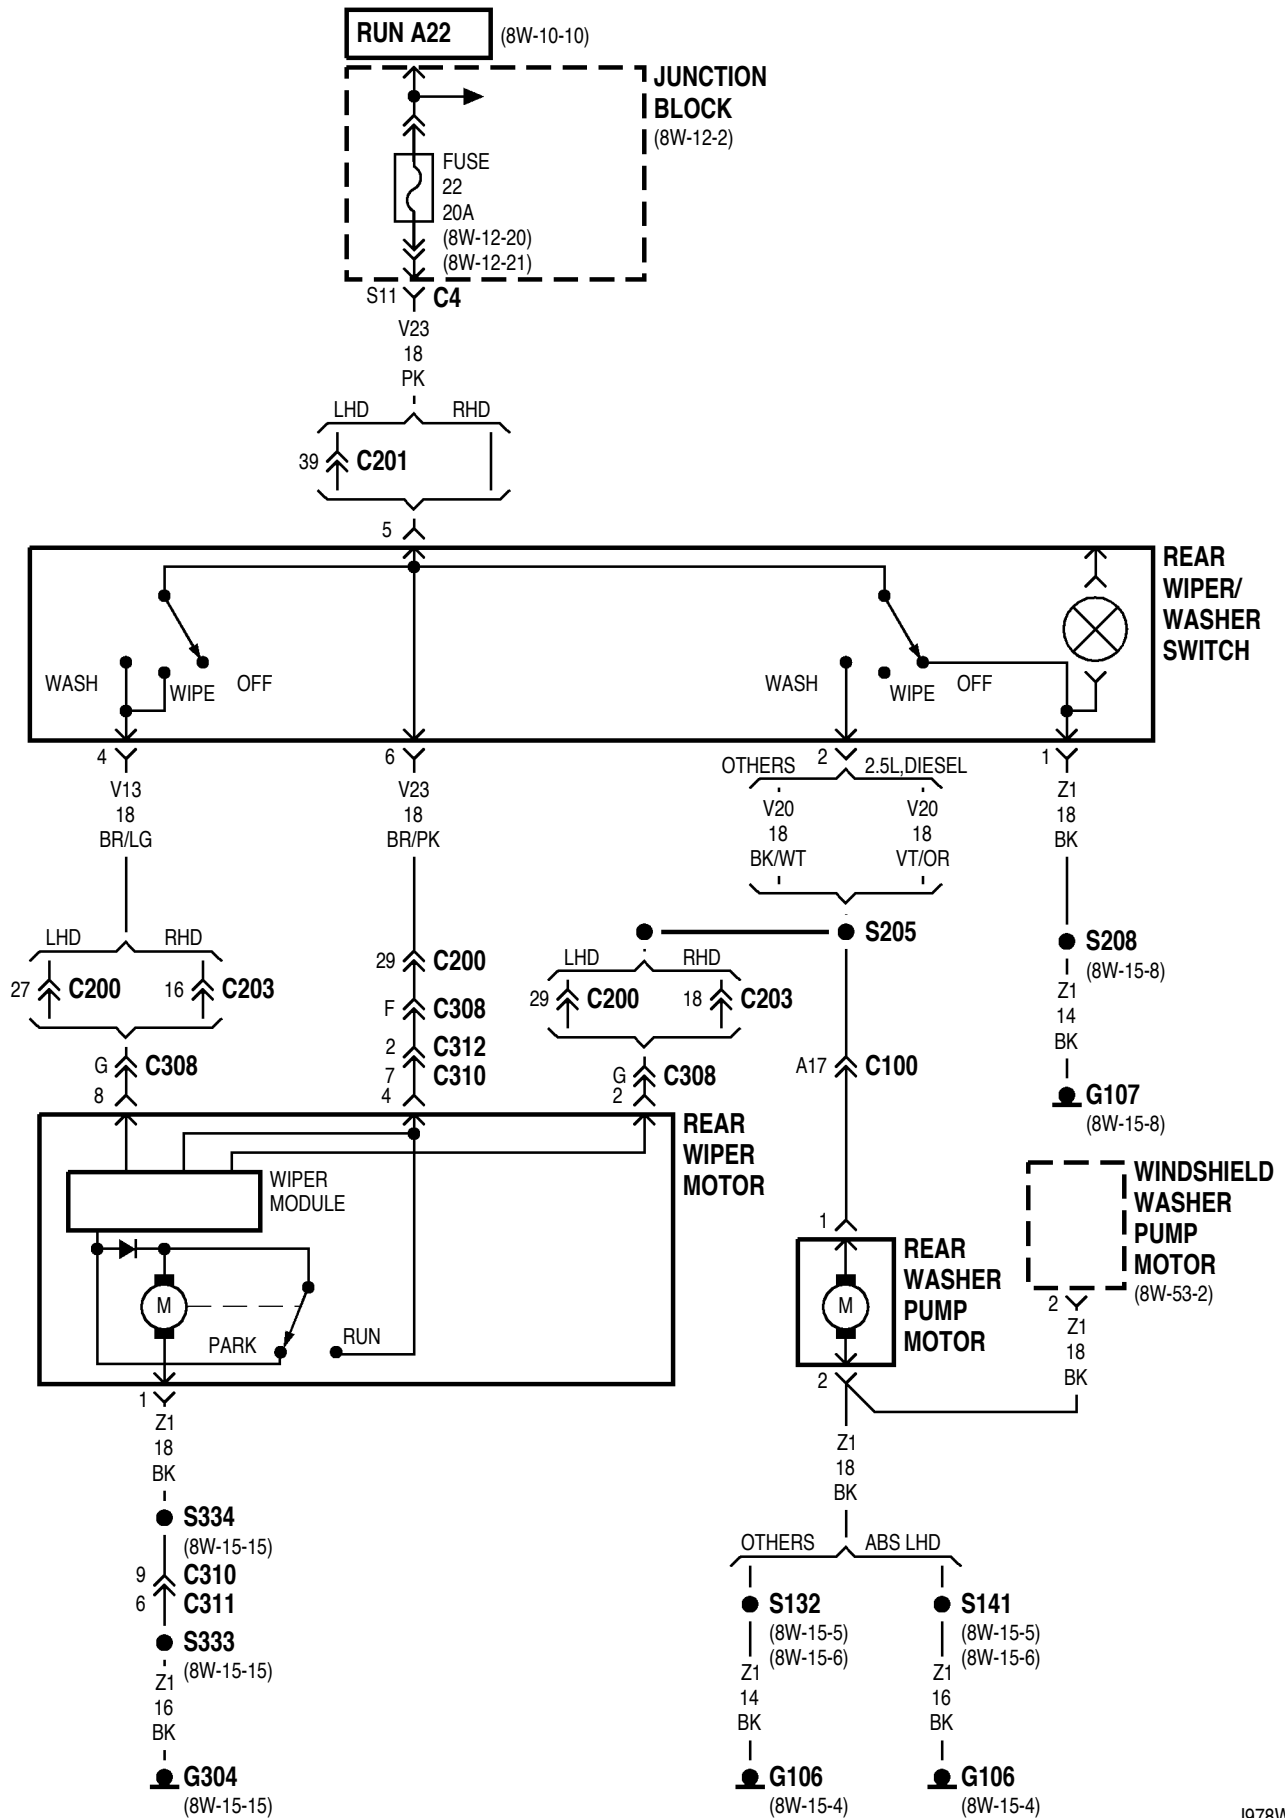 RUN A22
(8W-10-10)
JUNCTION
BLOCK
(8W-12-2)
FUSE
22
20A
(8W-12-20)
(8W-12-21)
S11
C4
V23
18
PK
LHD
RHD
39
C201
5
REAR
WIPER/
WASHER
SWITCH
WASH
WIPE
OFF
WASH
WIPE
OFF
4
6
2
1
V13
18
BR/LG
V23
18
BR/PK
OTHERS
2.5L,DIESEL
V20
18
BK/WT
V20
18
VT/OR
Z1
18
BK
LHD
RHD
27
C200
16
C203
29
C200
F
C308
2
C312
7
C310
4
S205
LHD
RHD
29
C200
18
C203
S208
(8W-15-8)
Z1
14
BK
G107
(8W-15-8)
G
C308
8
G
C308
2
A17
C100
REAR
WIPER
MOTOR
WIPER
MODULE
M
PARK
RUN
1
REAR
WASHER
PUMP
MOTOR
M
2
WINDSHIELD
WASHER
PUMP
MOTOR
(8W-53-2)
2
Z1
18
BK
1
Z1
18
BK
S334
(8W-15-15)
9
C310
6
C311
S333
(8W-15-15)
Z1
16
BK
G304
(8W-15-15)
Z1
18
BK
OTHERS
ABS LHD
S132
(8W-15-5)
(8W-15-6)
Z1
14
BK
G106
(8W-15-4)
S141
(8W-15-5)
(8W-15-6)
Z1
16
BK
G106
(8W-15-4)